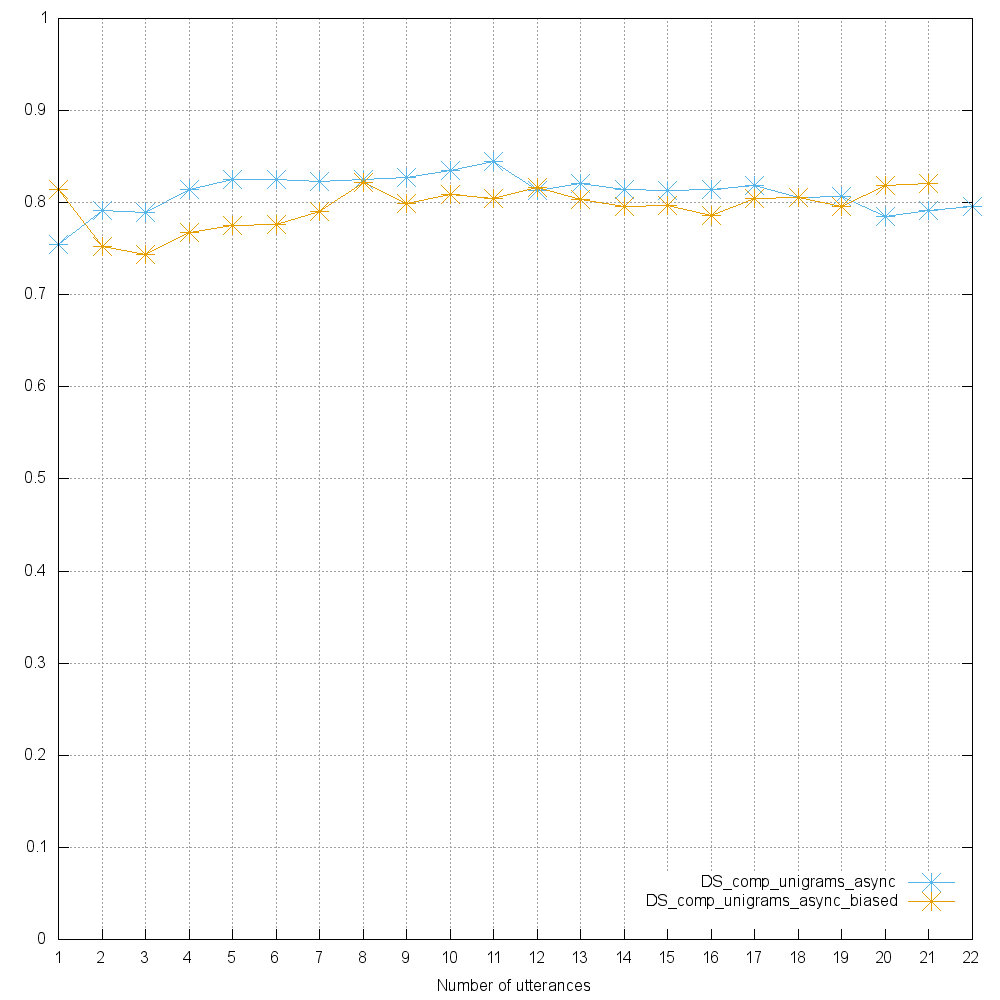 1
0.9
0.8
0.7
0.6
0.5
0.4
0.3
0.2
0.1
0
DS_comp_unigrams_async
DS_comp_unigrams_async_biased
1 2 3 4 5 6 7 8 9 10 11 12 13 14 15 16 17 18 19 20 21 22
Number of utterances